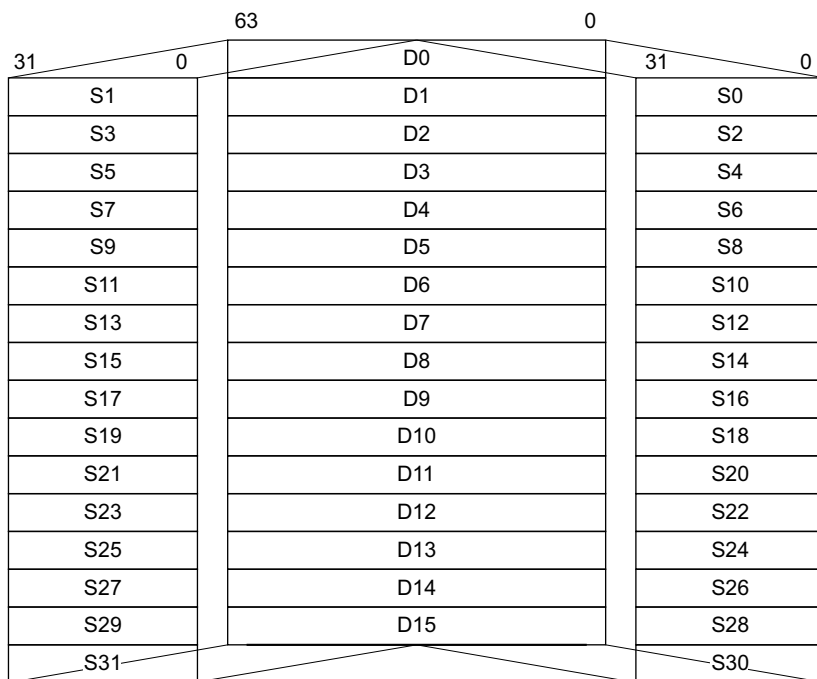 63 0
D0
31 0 31 0
S1 D1 S0
S3 D2 S2
S5 D3 S4
S7 D4 S6
S9 D5 S8
S11 D6 S10
S13 D7 S12
S15 D8 S14
S17 D9 S16
S19 D10 S18
S21 D11 S20
S23 D12 S22
S25 D13 S24
S27 D14 S26
S29 D15 S28
S31 S30